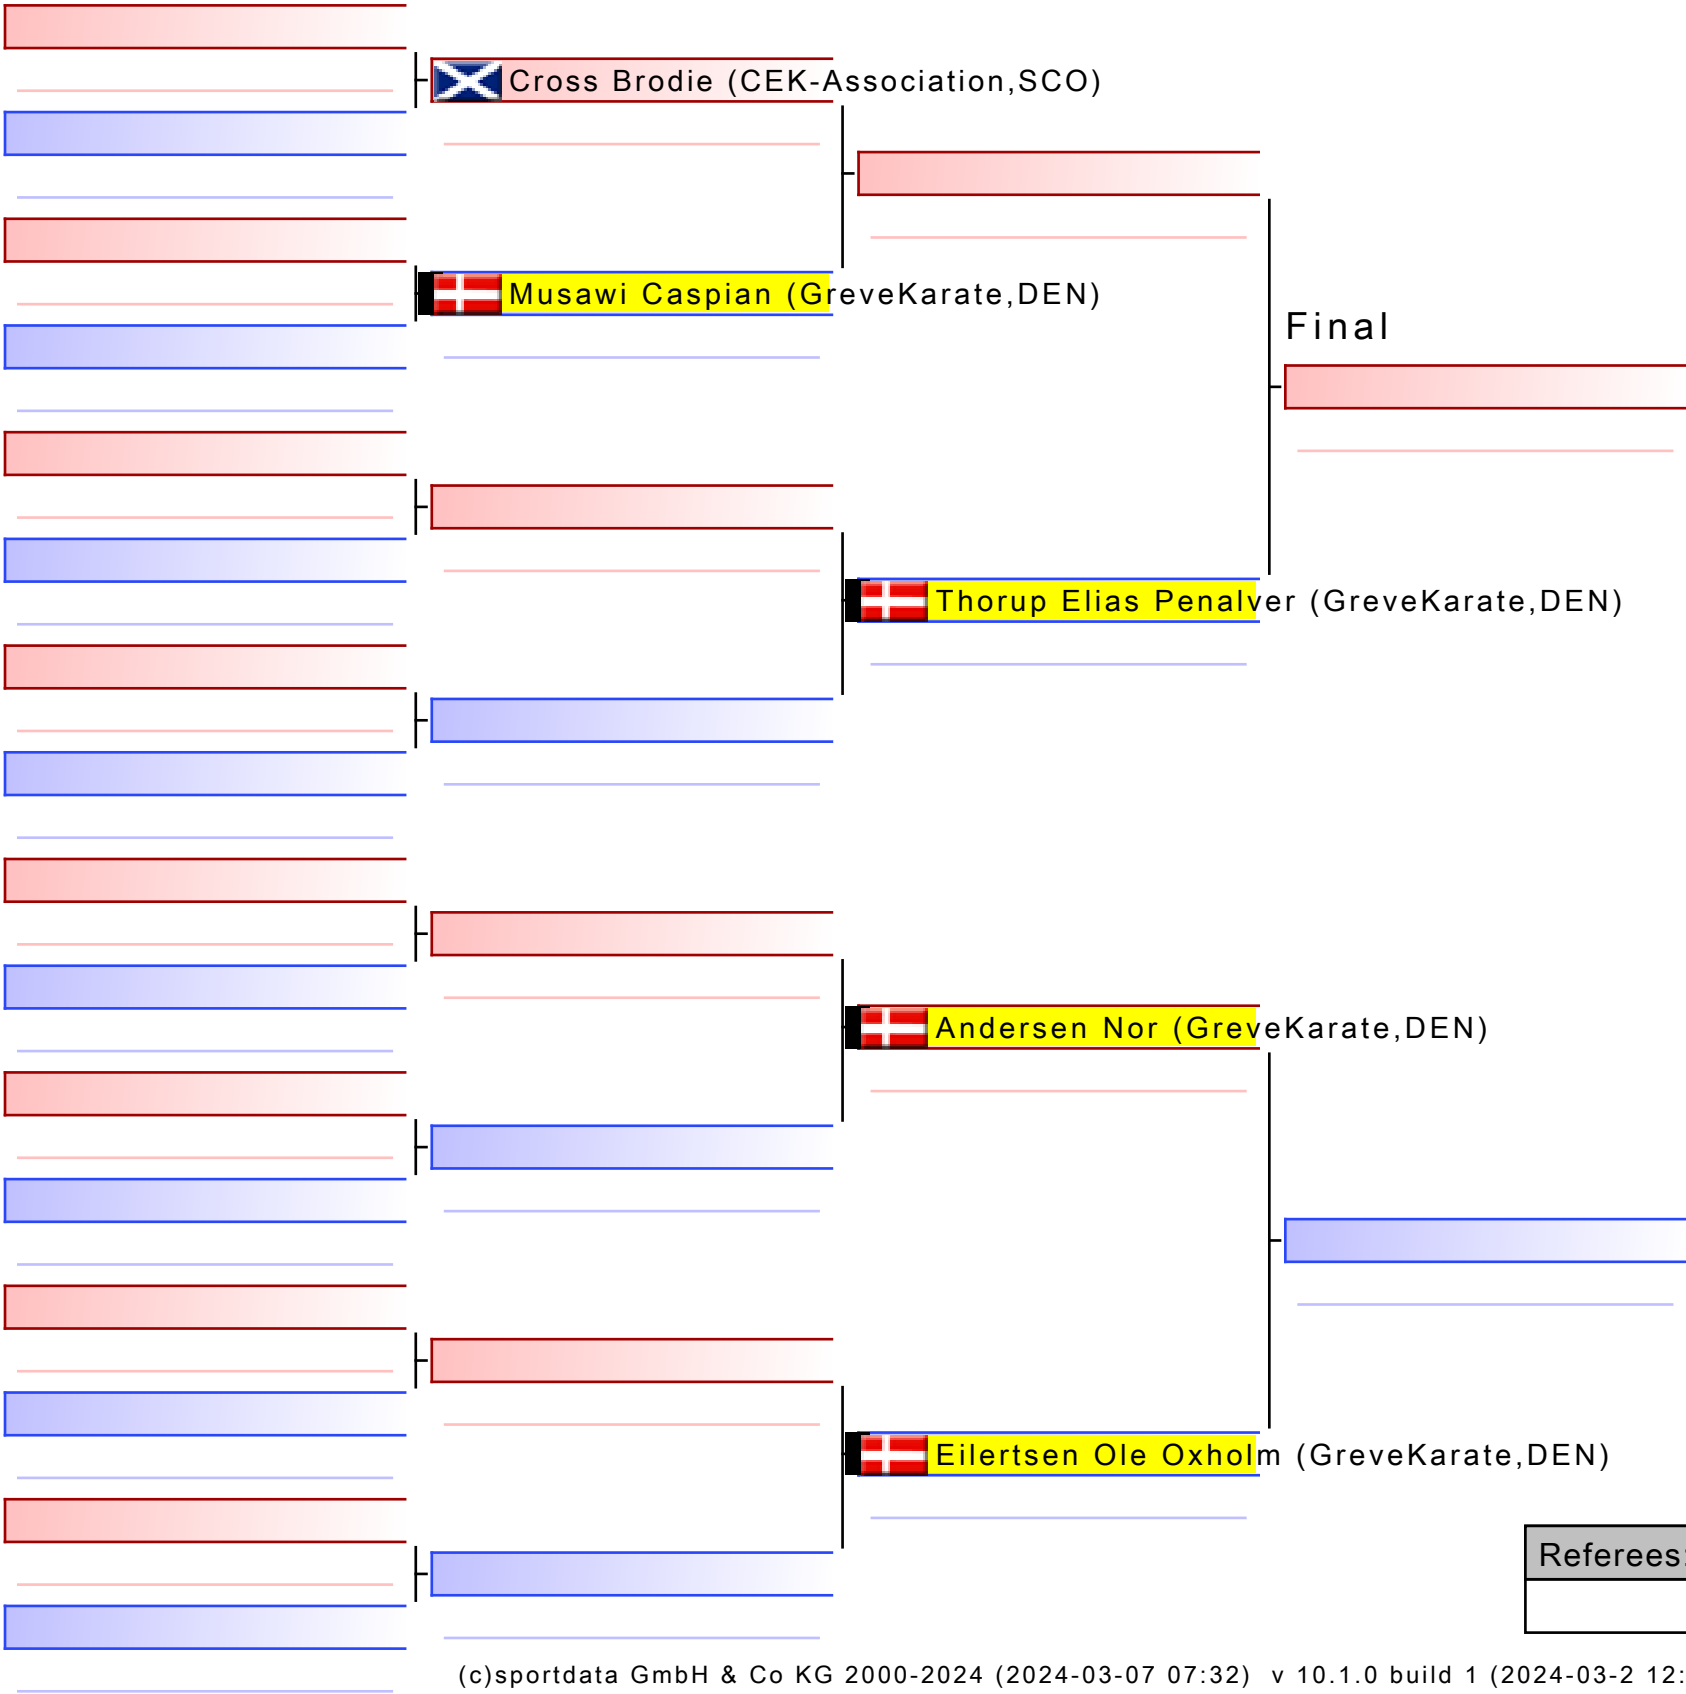 Cross Brodie (CEK-Association,SCO)
Musawi Caspian (GreveKarate,DEN)
Final
Thorup Elias Penalver (GreveKarate,DEN)
Andersen Nor (GreveKarate,DEN)
Eilertsen Ole Oxholm (GreveKarate,DEN)
Referees:
(c)sportdata GmbH & Co KG 2000-2024 (2024-03-07 07:32) v 10.1.0 build 1 (2024-03-2 12: